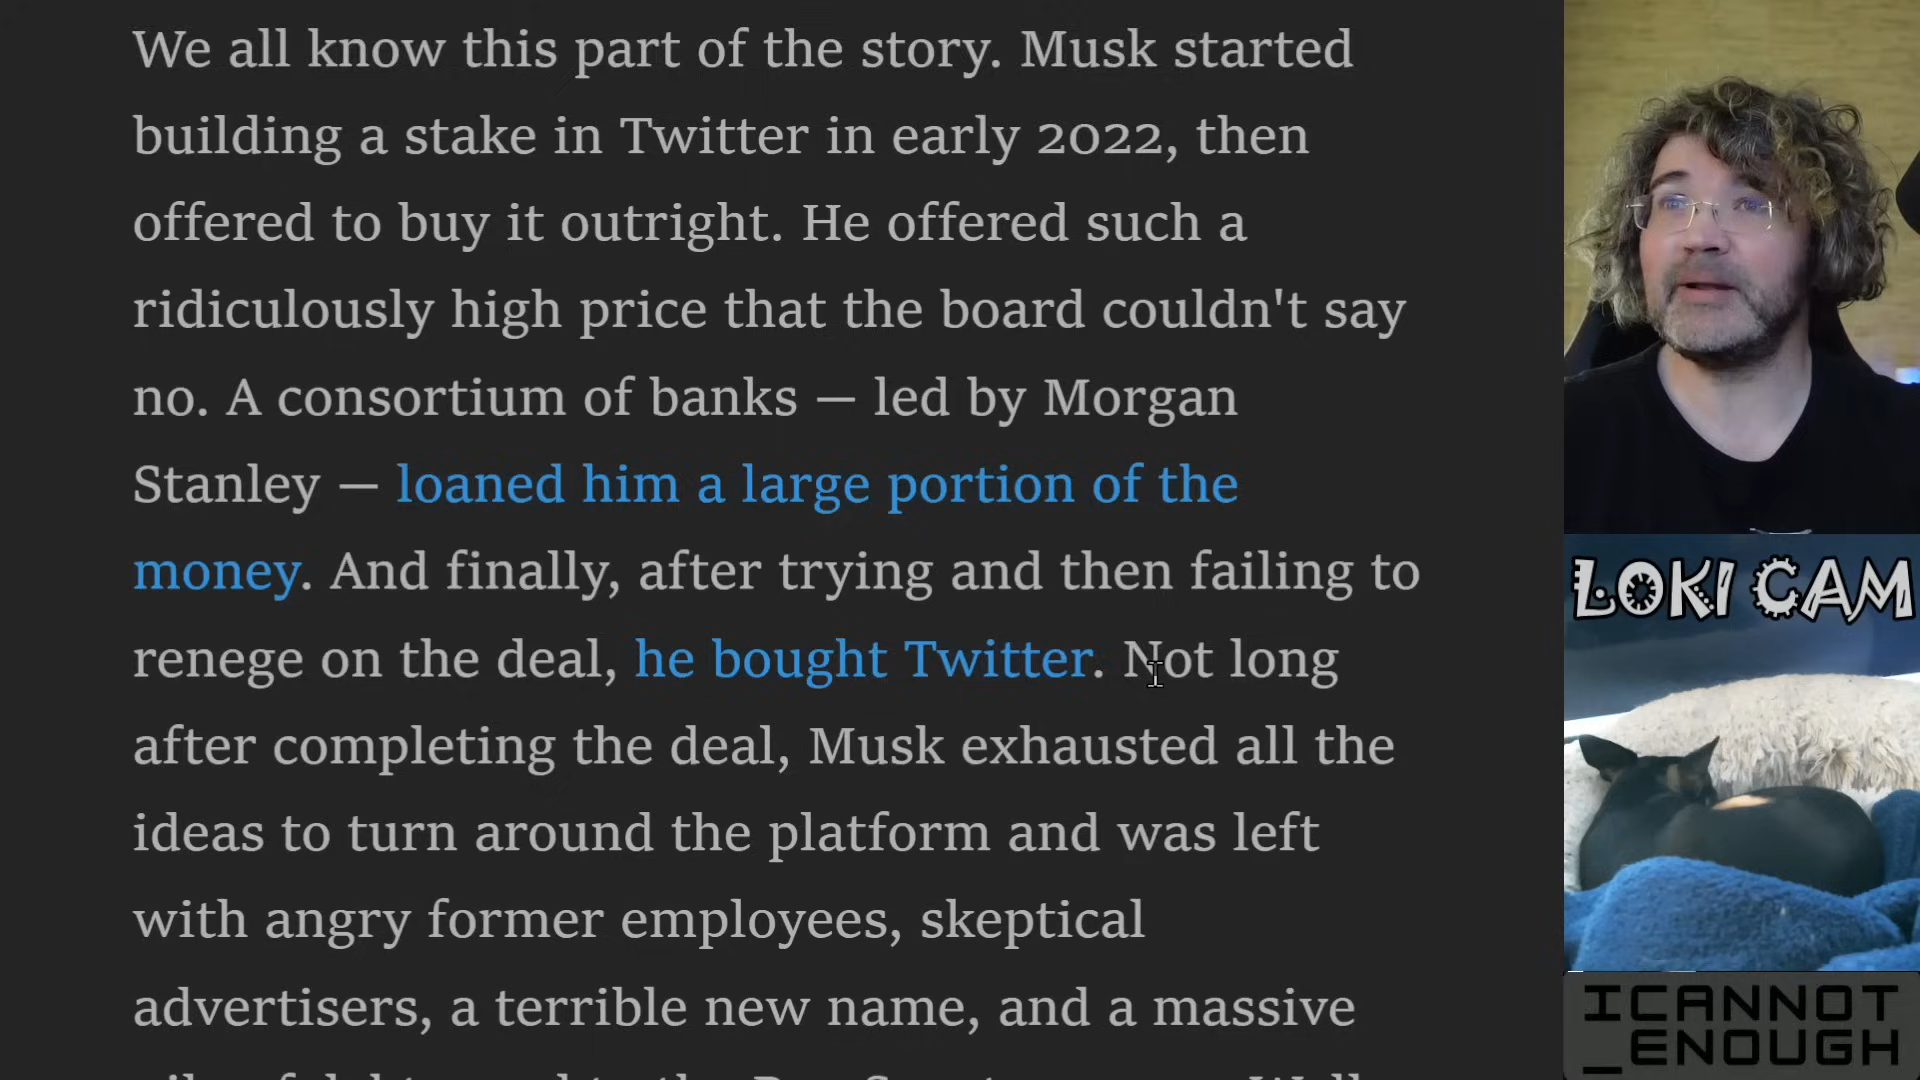 We all know this part of the story. Musk started
building a stake in Twitter in early 2022, then
offered to buy it outright. He offered such a
ridiculously high price that the board couldn't say
no. A consortium of banks — led by Morgan
Stanley — loaned him a large portion of the
money. And finally, after trying and then failing to
renege on the deal, he bought Twitter. Not long
after completing the deal, Musk exhausted all the
ideas to turn around the platform and was left
with angry former employees, skeptical
advertisers, a terrible new name, and a massive
LOKI CAM
ICANNOT
_ENOUGH